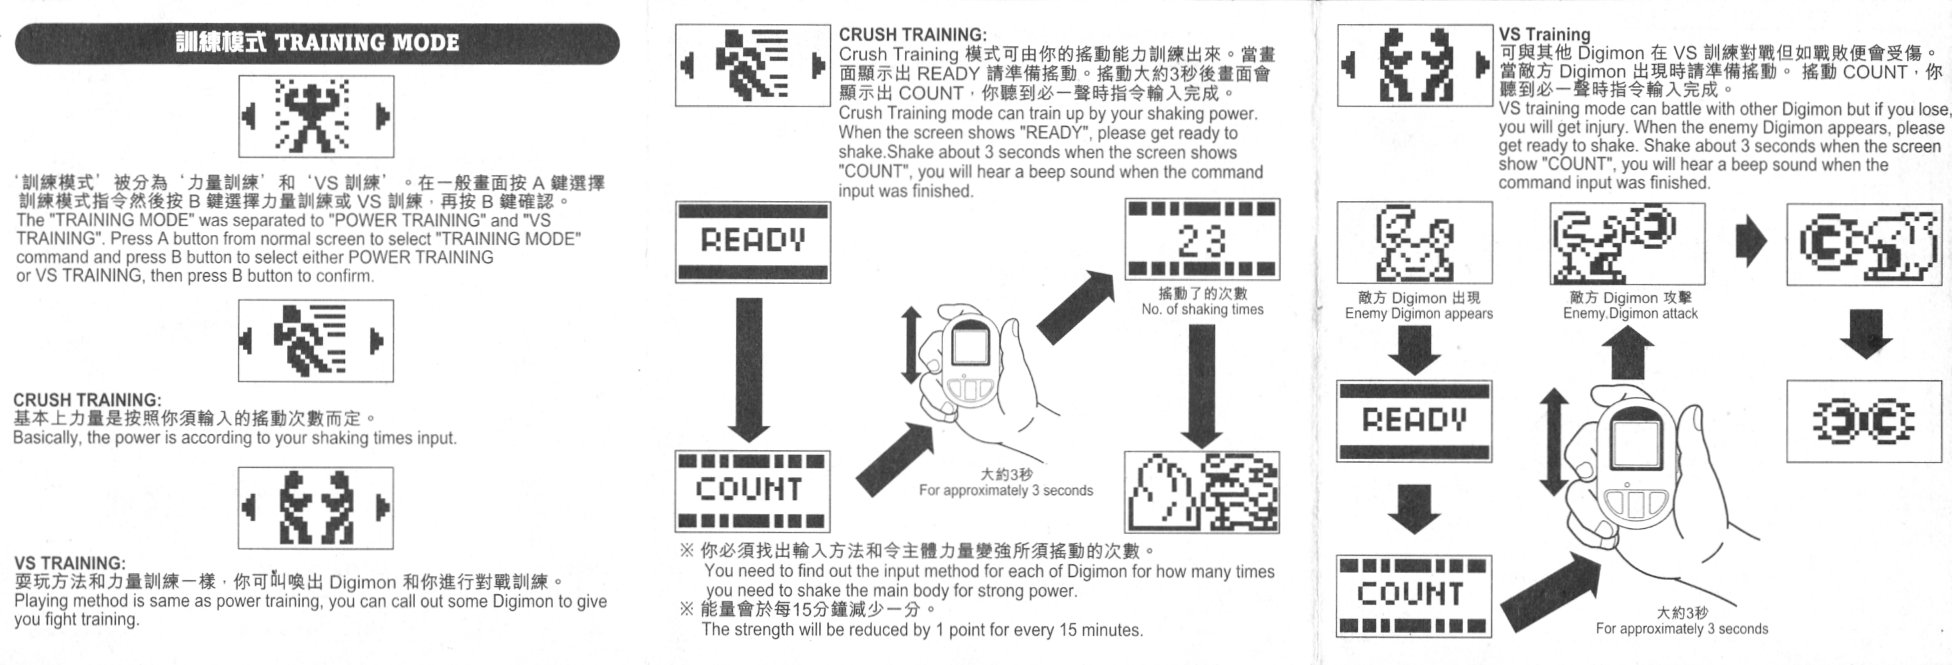 訓練模式 TRAINING MODE
‘訓練模式’ 被分為 ‘力量訓練’ 和 ‘VS 訓練’ 。在一般畫面按 A 鍵選擇
訓練模式指令然後按 B 鍵選擇力量訓練或 VS 訓練，再按 B 鍵確認。
The "TRAINING MODE" was separated to "POWER TRAINING" and "VS
TRAINING". Press A button from normal screen to select "TRAINING MODE"
command and press B button to select either POWER TRAINING
or VS TRAINING, then press B button to confirm.
CRUSH TRAINING:
基本上力量是按照你須輸入的搖動次數而定。
Basically, the power is according to your shaking times input.
VS TRAINING:
耍玩方法和力量訓練一樣，你可叫喚出 Digimon 和你進行對戰訓練。
Playing method is same as power training, you can call out some Digimon to give
you fight training.
CRUSH TRAINING:
Crush Training 模式可由你的搖動能力訓練出來。當畫
面顯示出 READY 請準備搖動。搖動大約3秒後畫面會
顯示出 COUNT，你聽到必一聲時指令輸入完成。
Crush Training mode can train up by your shaking power.
When the screen shows "READY", please get ready to
shake.Shake about 3 seconds when the screen shows
"COUNT", you will hear a beep sound when the command
input was finished.
READY
23
搖動了的次數
No. of shaking times
COUNT
大約3秒
For approximately 3 seconds
※ 你必須找出輸入方法和令主體力量變強所須搖動的次數。
You need to find out the input method for each of Digimon for how many times
you need to shake the main body for strong power.
※ 能量會於每15分鐘減少一分。
The strength will be reduced by 1 point for every 15 minutes.
VS Training
可與其他 Digimon 在 VS 訓練對戰但如戰敗便會受傷。
當敵方 Digimon 出現時請準備搖動。 搖動 COUNT，你
聽到必一聲時指令輸入完成。
VS training mode can battle with other Digimon but if you lose,
you will get injury. When the enemy Digimon appears, please
get ready to shake. Shake about 3 seconds when the screen
show "COUNT", you will hear a beep sound when the
command input was finished.
敵方 Digimon 出現
Enemy Digimon appears
敵方 Digimon 攻擊
Enemy.Digimon attack
READY
COUNT
大約3秒
For approximately 3 seconds